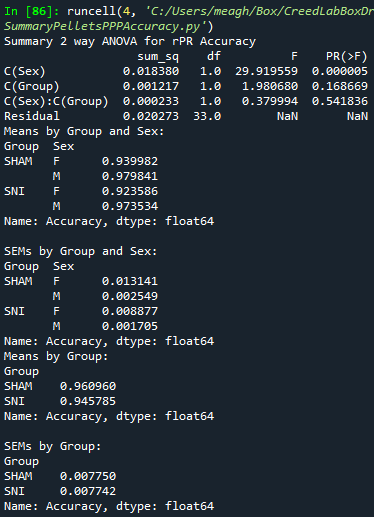 In [86]: runcell(4, 'C:/Users/meagh/Box/CreedLabBoxDr
SummaryPelletsPPPAccuracy.py')
Summary 2 way ANOVA for rPR Accuracy
sum_sq df F PR(>F)
C(Sex) 0.018380 1.0 29.919559 0.000005
C(Group) 0.001217 1.0 1.980680 0.168669
C(Sex):C(Group) 0.000233 1.0 0.379994 0.541836
Residual 0.020273 33.0 NaN NaN
Means by Group and Sex:
Group Sex
SHAM F 0.939982
M 0.979841
SNI F 0.923586
M 0.973534
Name: Accuracy, dtype: float64
SEMs by Group and Sex:
Group Sex
SHAM F 0.013141
M 0.002549
SNI F 0.008877
M 0.001705
Name: Accuracy, dtype: float64
Means by Group:
Group
SHAM 0.960960
SNI 0.945785
Name: Accuracy, dtype: float64
SEMs by Group:
Group
SHAM 0.007750
SNI 0.007742
Name: Accuracy, dtype: float64